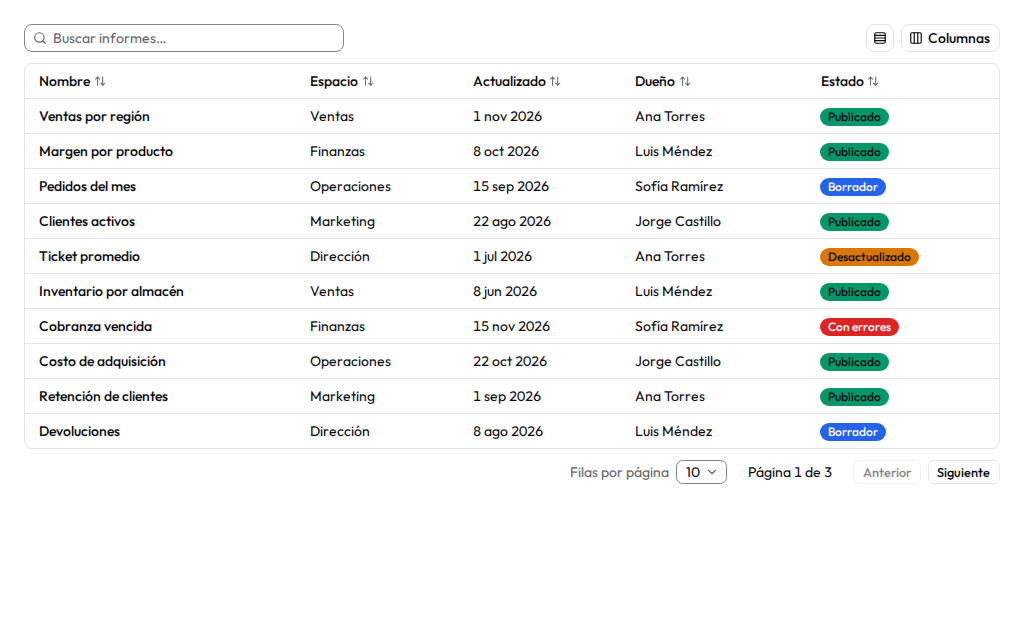 Buscar informes… Columnas
Nombre Espacio Actualizado Dueño Estado
Ventas por región Ventas 1 nov 2026 Ana Torres Publicado
Margen por producto Finanzas 8 oct 2026 Luis Méndez Publicado
Pedidos del mes Operaciones 15 sep 2026 Sofía Ramírez Borrador
Clientes activos Marketing 22 ago 2026 Jorge Castillo Publicado
Ticket promedio Dirección 1 jul 2026 Ana Torres Desactualizado
Inventario por almacén Ventas 8 jun 2026 Luis Méndez Publicado
Cobranza vencida Finanzas 15 nov 2026 Sofía Ramírez Con errores
Costo de adquisición Operaciones 22 oct 2026 Jorge Castillo Publicado
Retención de clientes Marketing 1 sep 2026 Ana Torres Publicado
Devoluciones Dirección 8 ago 2026 Luis Méndez Borrador
Filas por página 10 Página 1 de 3 Anterior Siguiente